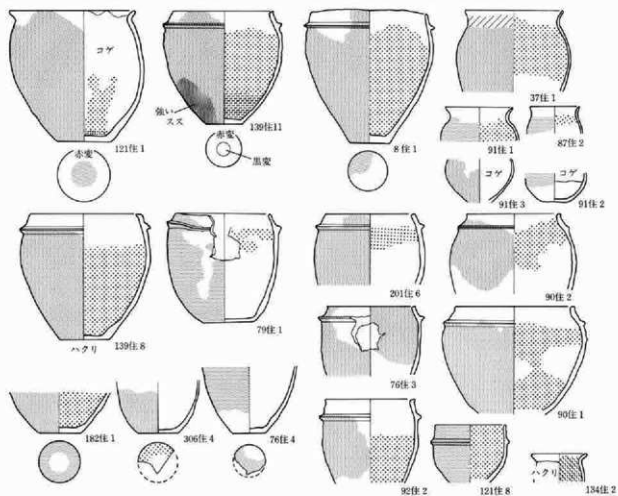 コゲ
121住1
赤変
強いスス
139住11
赤変
黒変
8住1
37住1
91住1
87住2
コゲ
91住3
コゲ
91住2
ハクリ
139住8
79住1
201住6
90住2
76住3
90住1
182住1
306住4
76住4
92住2
121住8
ハクリ
134住2